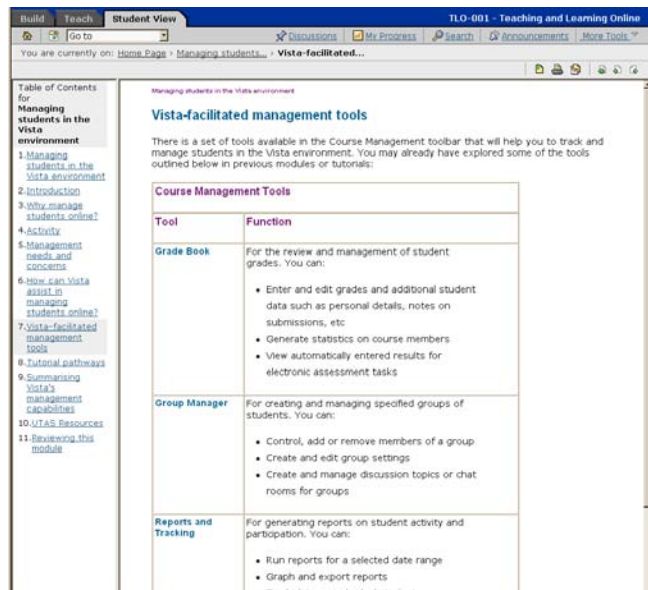 Build Teach Student View TLO-001 - Teaching and Learning Online
Go to Discussions My Progress Search Announcements More Tools
You are currently on: Home Page › Managing students... › Vista-facilitated...
Table of Contents
for
Managing
students in the
Vista
environment
1.Managing
students in the
Vista environment
2.Introduction
3.Why manage
students online?
4.Activity
5.Management
needs and
concerns
6.How can Vista
assist in
managing
students online?
7.Vista-facilitated
management
tools
8.Tutorial pathways
9.Summarising
Vista's
management
capabilities
10.UTAS Resources
11.Reviewing this
module
Managing students in the Vista environment
Vista-facilitated management tools
There is a set of tools available in the Course Management toolbar that will help you to track and
manage students in the Vista environment. You may already have explored some of the tools
outlined below in previous modules or tutorials:
Course Management Tools
Tool Function
Grade Book For the review and management of student
grades. You can:
• Enter and edit grades and additional student
data such as personal details, notes on
submissions, etc
• Generate statistics on course members
• View automatically entered results for
electronic assessment tasks
Group Manager For creating and managing specified groups of
students. You can:
• Control, add or remove members of a group
• Create and edit group settings
• Create and manage discussion topics or chat
rooms for groups
Reports and For generating reports on student activity and
Tracking participation. You can:
• Run reports for a selected date range
• Graph and export reports